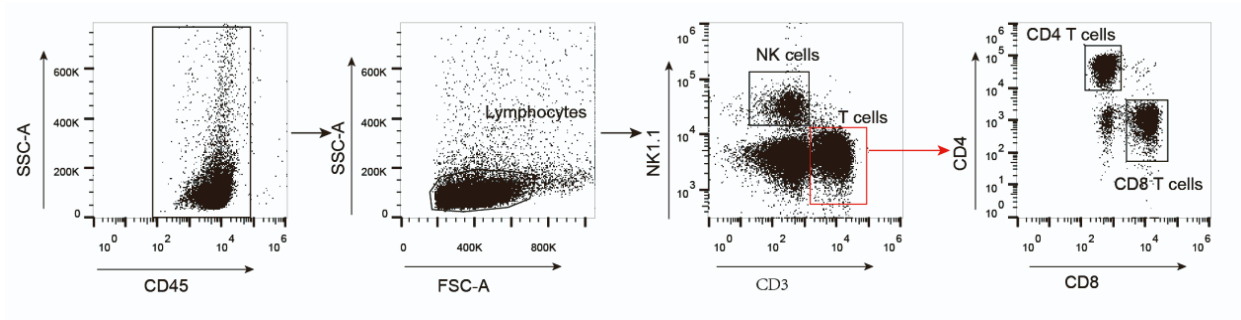 SSC-A
600K
400K
200K
0
10^0
10^2
10^4
10^6
CD45
SSC-A
600K
400K
200K
0
Lymphocytes
0
400K
800K
FSC-A
NK1.1
10^6
10^5
10^4
10^3
NK cells
T cells
10^0
10^2
10^4
10^6
CD3
CD4
10^6
10^5
10^4
10^3
10^2
10^1
10^0
CD4 T cells
CD8 T cells
10^0
10^2
10^4
10^6
CD8